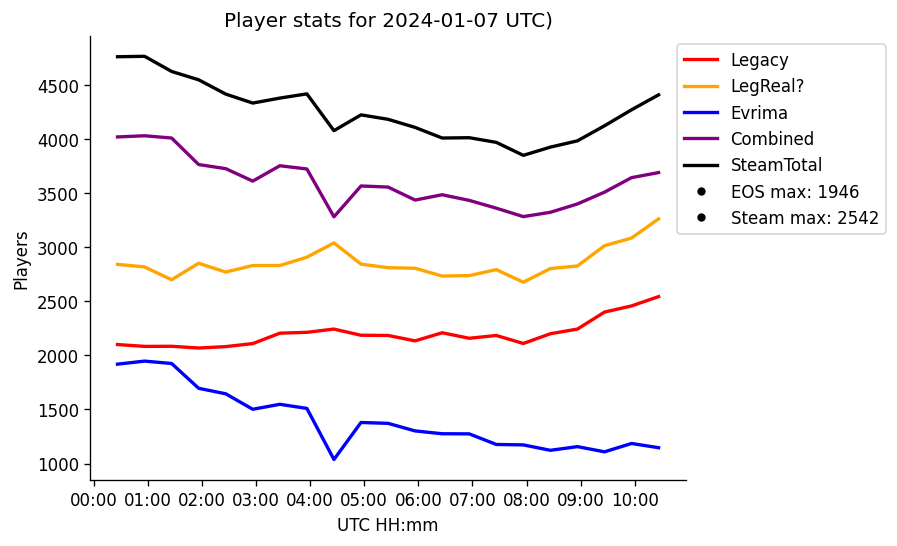 Player stats for 2024-01-07 UTC)
Legacy
LegReal?
Evrima
Combined
SteamTotal
EOS max: 1946
Steam max: 2542
Players
4500
4000
3500
3000
2500
2000
1500
1000
00:00 01:00 02:00 03:00 04:00 05:00 06:00 07:00 08:00 09:00 10:00
UTC HH:mm